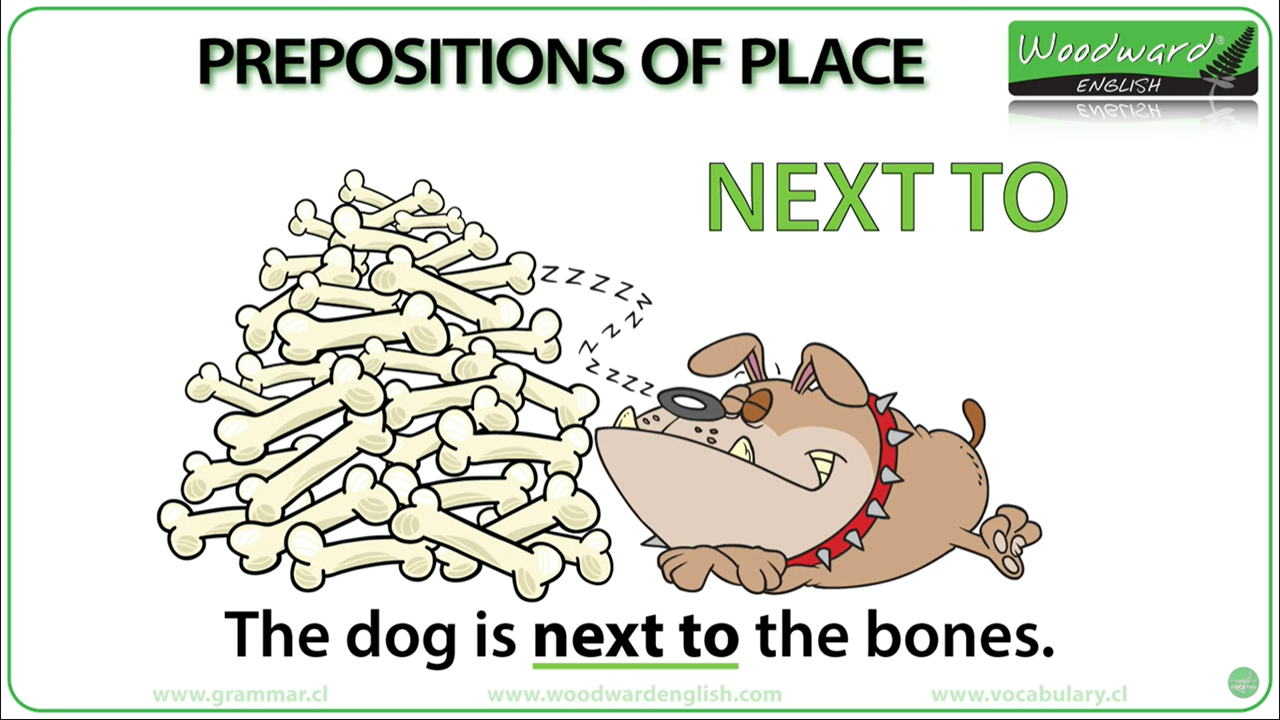 PREPOSITIONS OF PLACE
Woodward®
ENGLISH
NEXT TO
ZZZZZ
ZZZ
ZZ
ZZZZ
The dog is next to the bones.
www.grammar.cl www.woodwardenglish.com www.vocabulary.cl